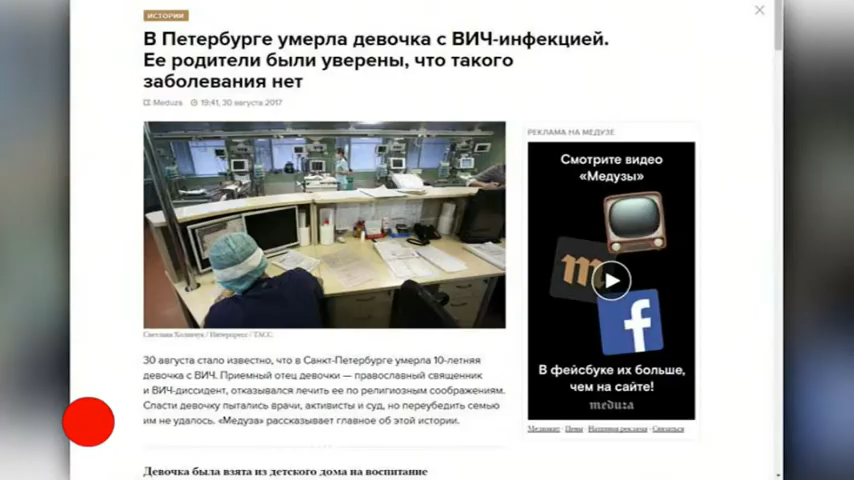 ИСТОРИИ
В Петербурге умерла девочка с ВИЧ-инфекцией.
Ее родители были уверены, что такого
заболевания нет
Meduza 19:41, 30 августа 2017
Светлана Холявчук / Интерпресс / ТАСС
30 августа стало известно, что в Санкт-Петербурге умерла 10-летняя
девочка с ВИЧ. Приемный отец девочки — православный священник
и ВИЧ-диссидент, отказывался лечить ее по религиозным соображениям.
Спасти девочку пытались врачи, активисты и суд, но переубедить семью
им не удалось. «Медуза» рассказывает главное об этой истории.
Девочка была взята из детского дома на воспитание
РЕКЛАМА НА МЕДУЗЕ
Смотрите видео
«Медузы»
m
f
В фейсбуке их больше,
чем на сайте!
meduza
Медиакит · Цены · Нативная реклама · Связаться